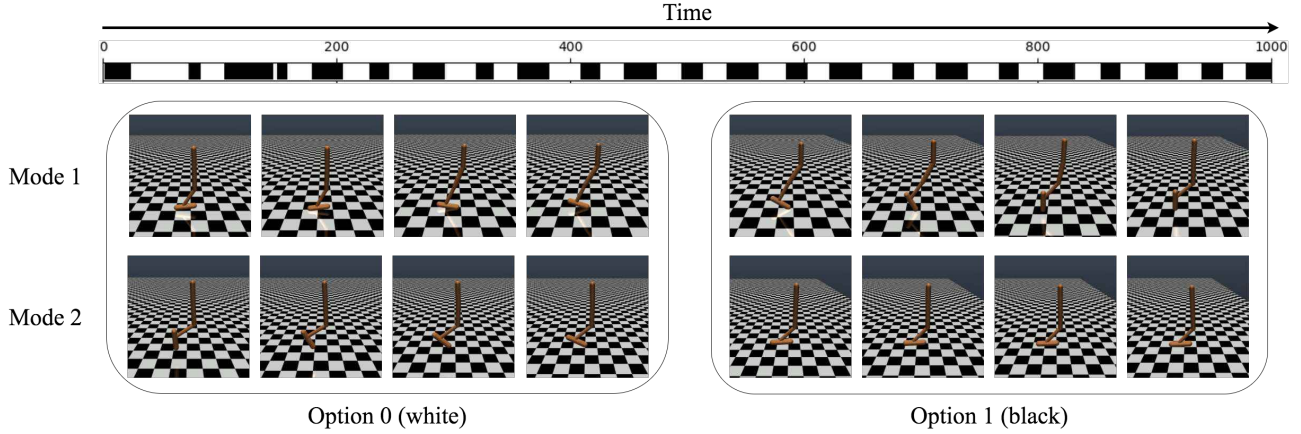 Time
0 200 400 600 800 1000
Mode 1
Mode 2
Option 0 (white) Option 1 (black)